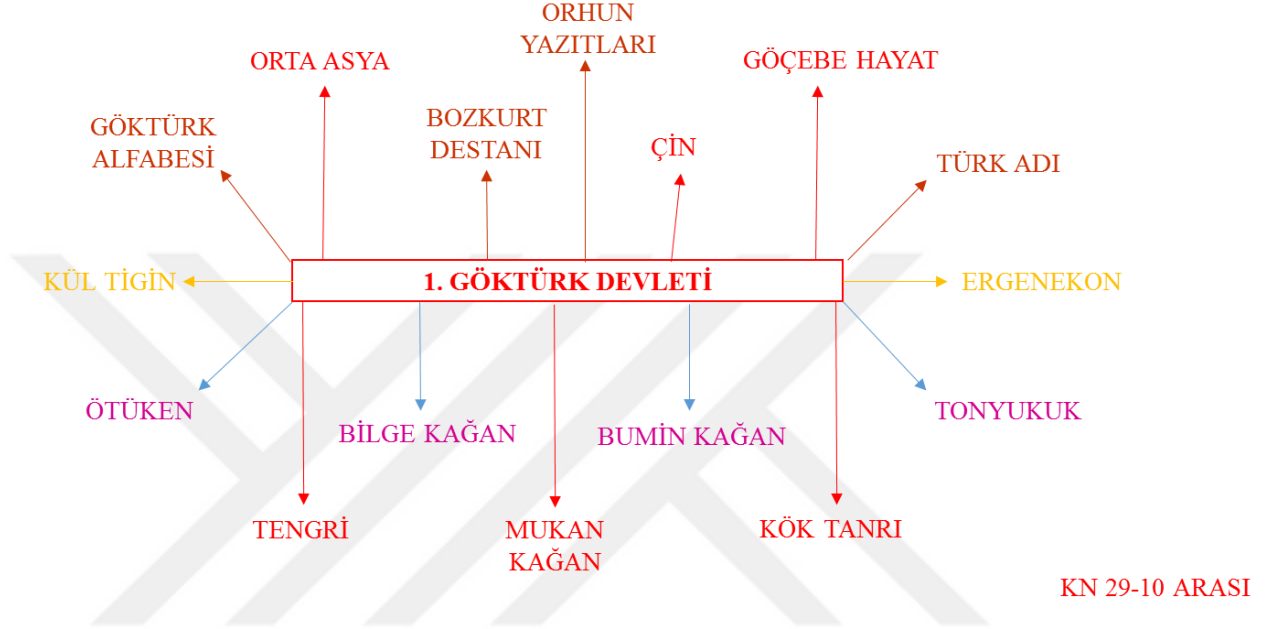 ORHUN
YAZITLARI
ORTA ASYA
GÖÇEBE HAYAT
GÖKTÜRK
ALFABESİ
BOZKURT
DESTANI
ÇİN
TÜRK ADI
KÜL TİGİN
1. GÖKTÜRK DEVLETİ
ERGENEKON
ÖTÜKEN
BİLGE KAĞAN
BUMİN KAĞAN
TONYUKUK
TENGRİ
MUKAN
KAĞAN
KÖK TANRI
KN 29-10 ARASI